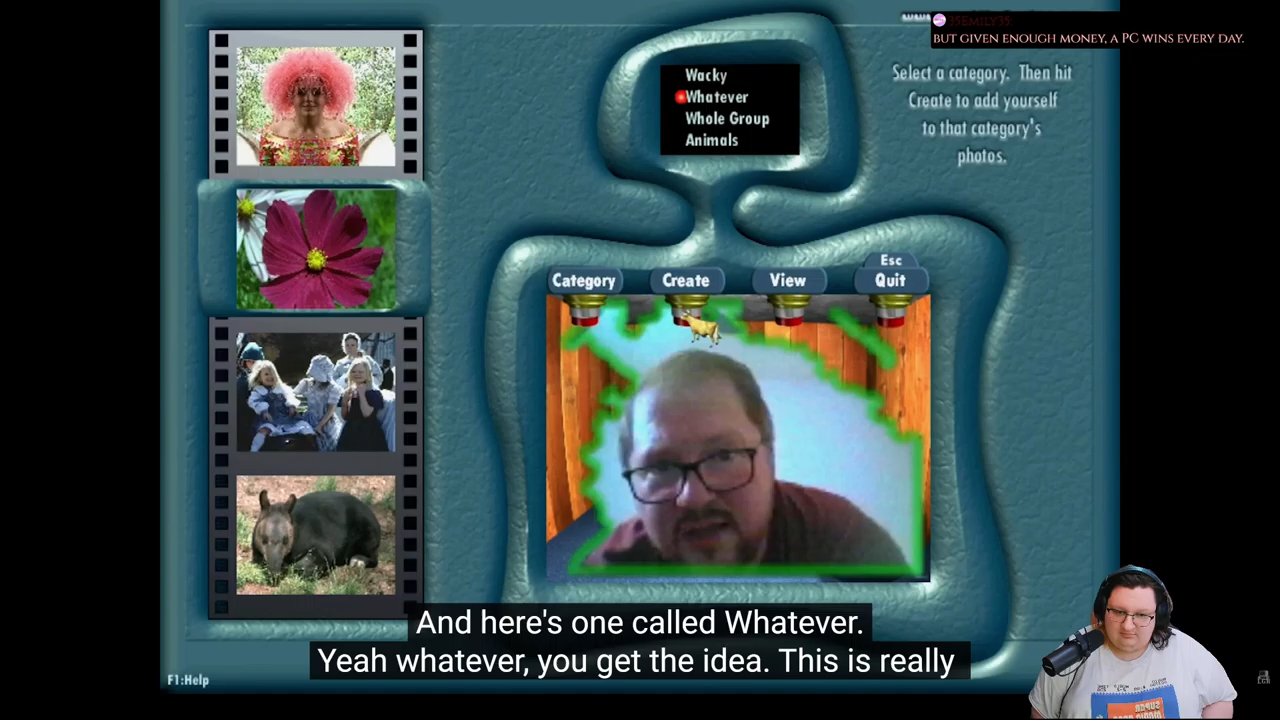 35EMILY35
BUT GIVEN ENOUGH MONEY, A PC WINS EVERY DAY.
Wacky
Whatever
Whole Group
Animals
Select a category. Then hit
Create to add yourself
to that category's
photos.
Esc
Category
Create
View
Quit
And here's one called Whatever.
Yeah whatever, you get the idea. This is really
F1:Help
SUPER